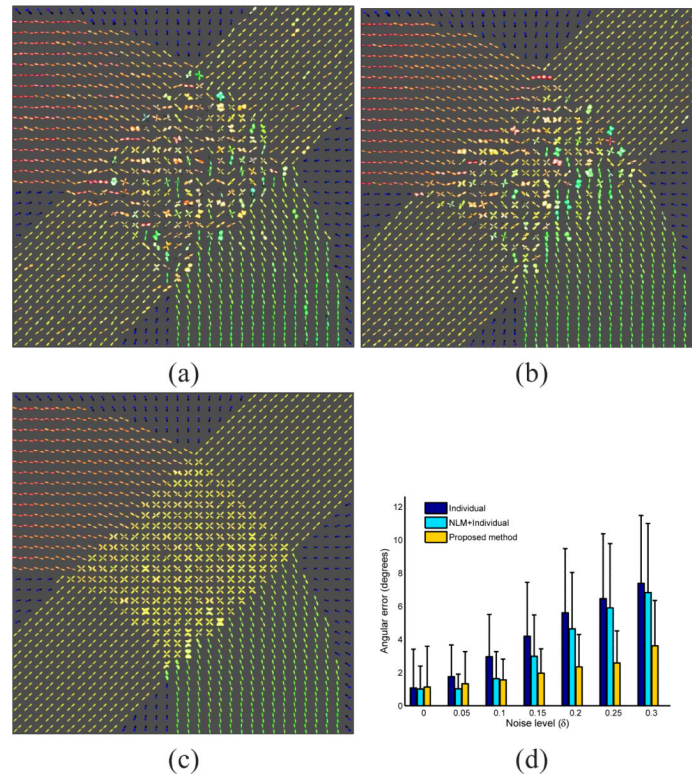 (a)
(b)
(c)
Individual
NLM+Individual
Proposed method
Angular error (degrees)
12
10
8
6
4
2
0
0 0.05 0.1 0.15 0.2 0.25 0.3
Noise level (δ)
(d)